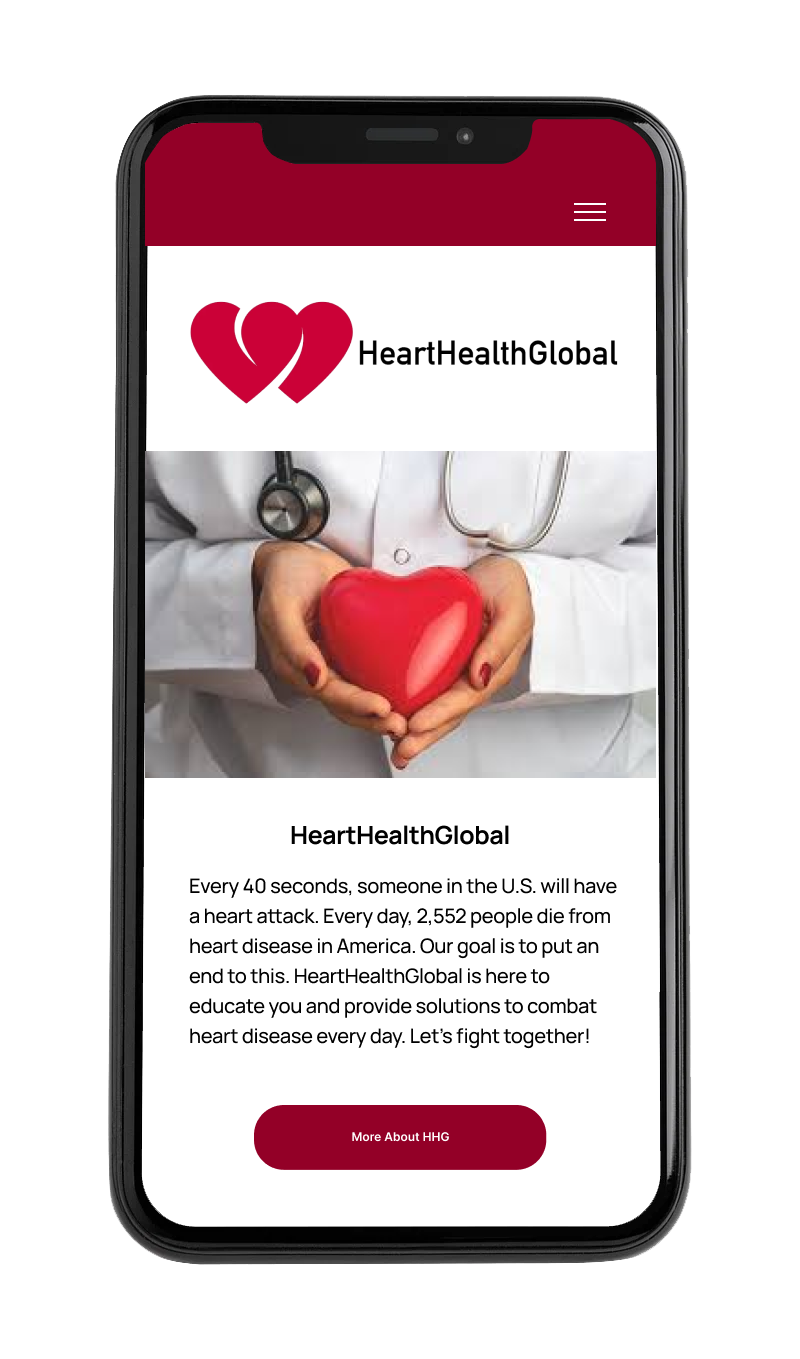 HeartHealthGlobal
HeartHealthGlobal
Every 40 seconds, someone in the U.S. will have
a heart attack. Every day, 2,552 people die from
heart disease in America. Our goal is to put an
end to this. HeartHealthGlobal is here to
educate you and provide solutions to combat
heart disease every day. Let’s fight together!
More About HHG